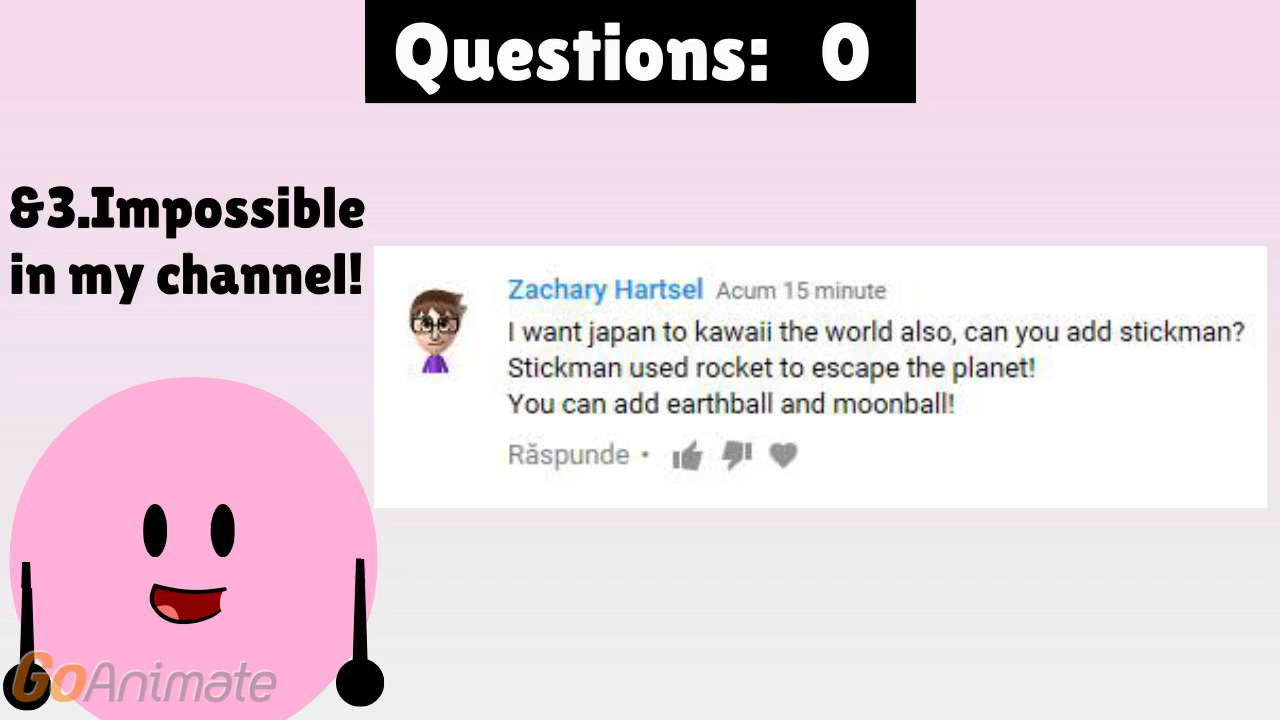 Questions: 0
&3.Impossible
in my channel!
Zachary Hartsel Acum 15 minute
I want japan to kawaii the world also, can you add stickman?
Stickman used rocket to escape the planet!
You can add earthball and moonball!
Răspunde •
GoAnimate